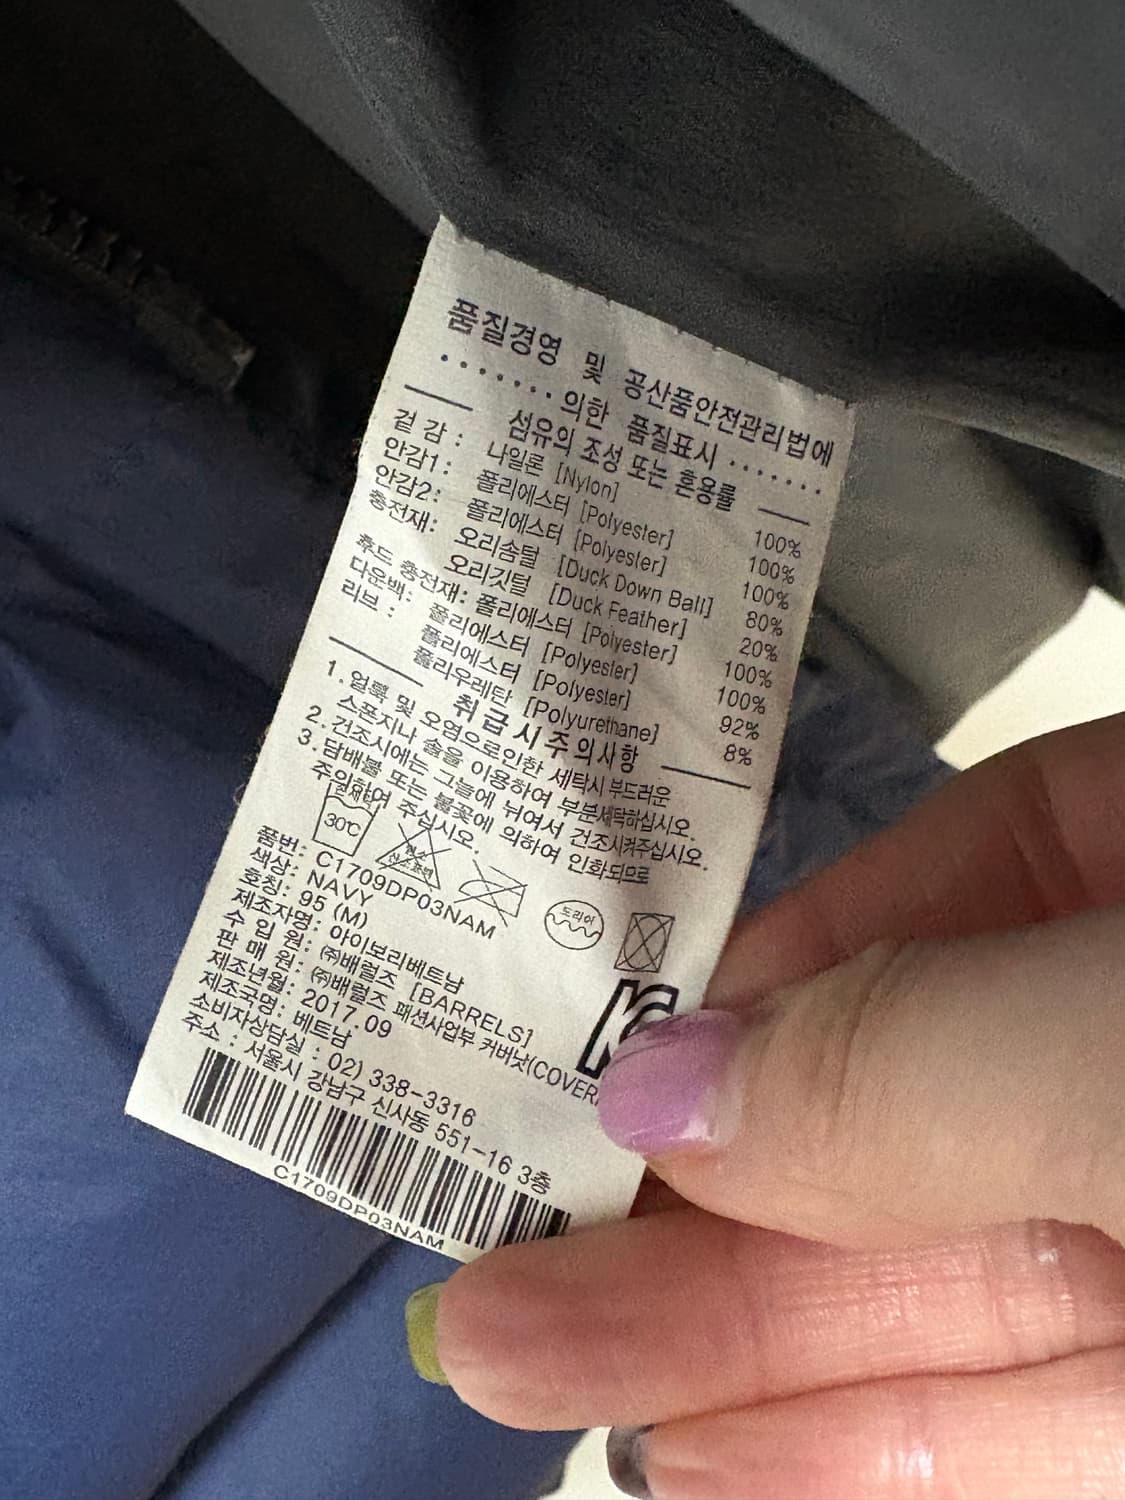 품질경영 및 공산품안전관리법에
·······의한 품질표시·······
섬유의 조성 또는 혼용률
겉 감 : 나일론 [Nylon] 100%
안감1: 폴리에스터 [Polyester] 100%
안감2: 폴리에스터 [Polyester] 100%
충전재: 오리솜털 [Duck Down Ball] 80%
오리깃털 [Duck Feather] 20%
후드 충전재: 폴리에스터 [Polyester] 100%
다운백: 폴리에스터 [Polyester] 100%
리브 : 폴리에스터 [Polyester] 92%
폴리우레탄 [Polyurethane] 8%
취급시주의사항
1.얼룩 및 오염으로인한 세탁시 부드러운
스폰지나 솔을 이용하여 부분세탁하십시오.
2.건조시에는 그늘에 뉘여서 건조시켜주십시오.
3.담배불 또는 불꽃에 의하여 인화되므로
주의하여 주십시오.
30℃
드라이
품번: C1709DP03NAM
색상: NAVY
호칭: 95 (M)
제조자명: 아이보리베트남
수 입 원: ㈜배럴즈 [BARRELS]
판 매 원: ㈜배럴즈 패션사업부 커버낫(COVER
제조년월: 2017.09
제조국명: 베트남
소비자상담실 : 02) 338-3316
주소 : 서울시 강남구 신사동 551-16 3층
C1709DP03NAM